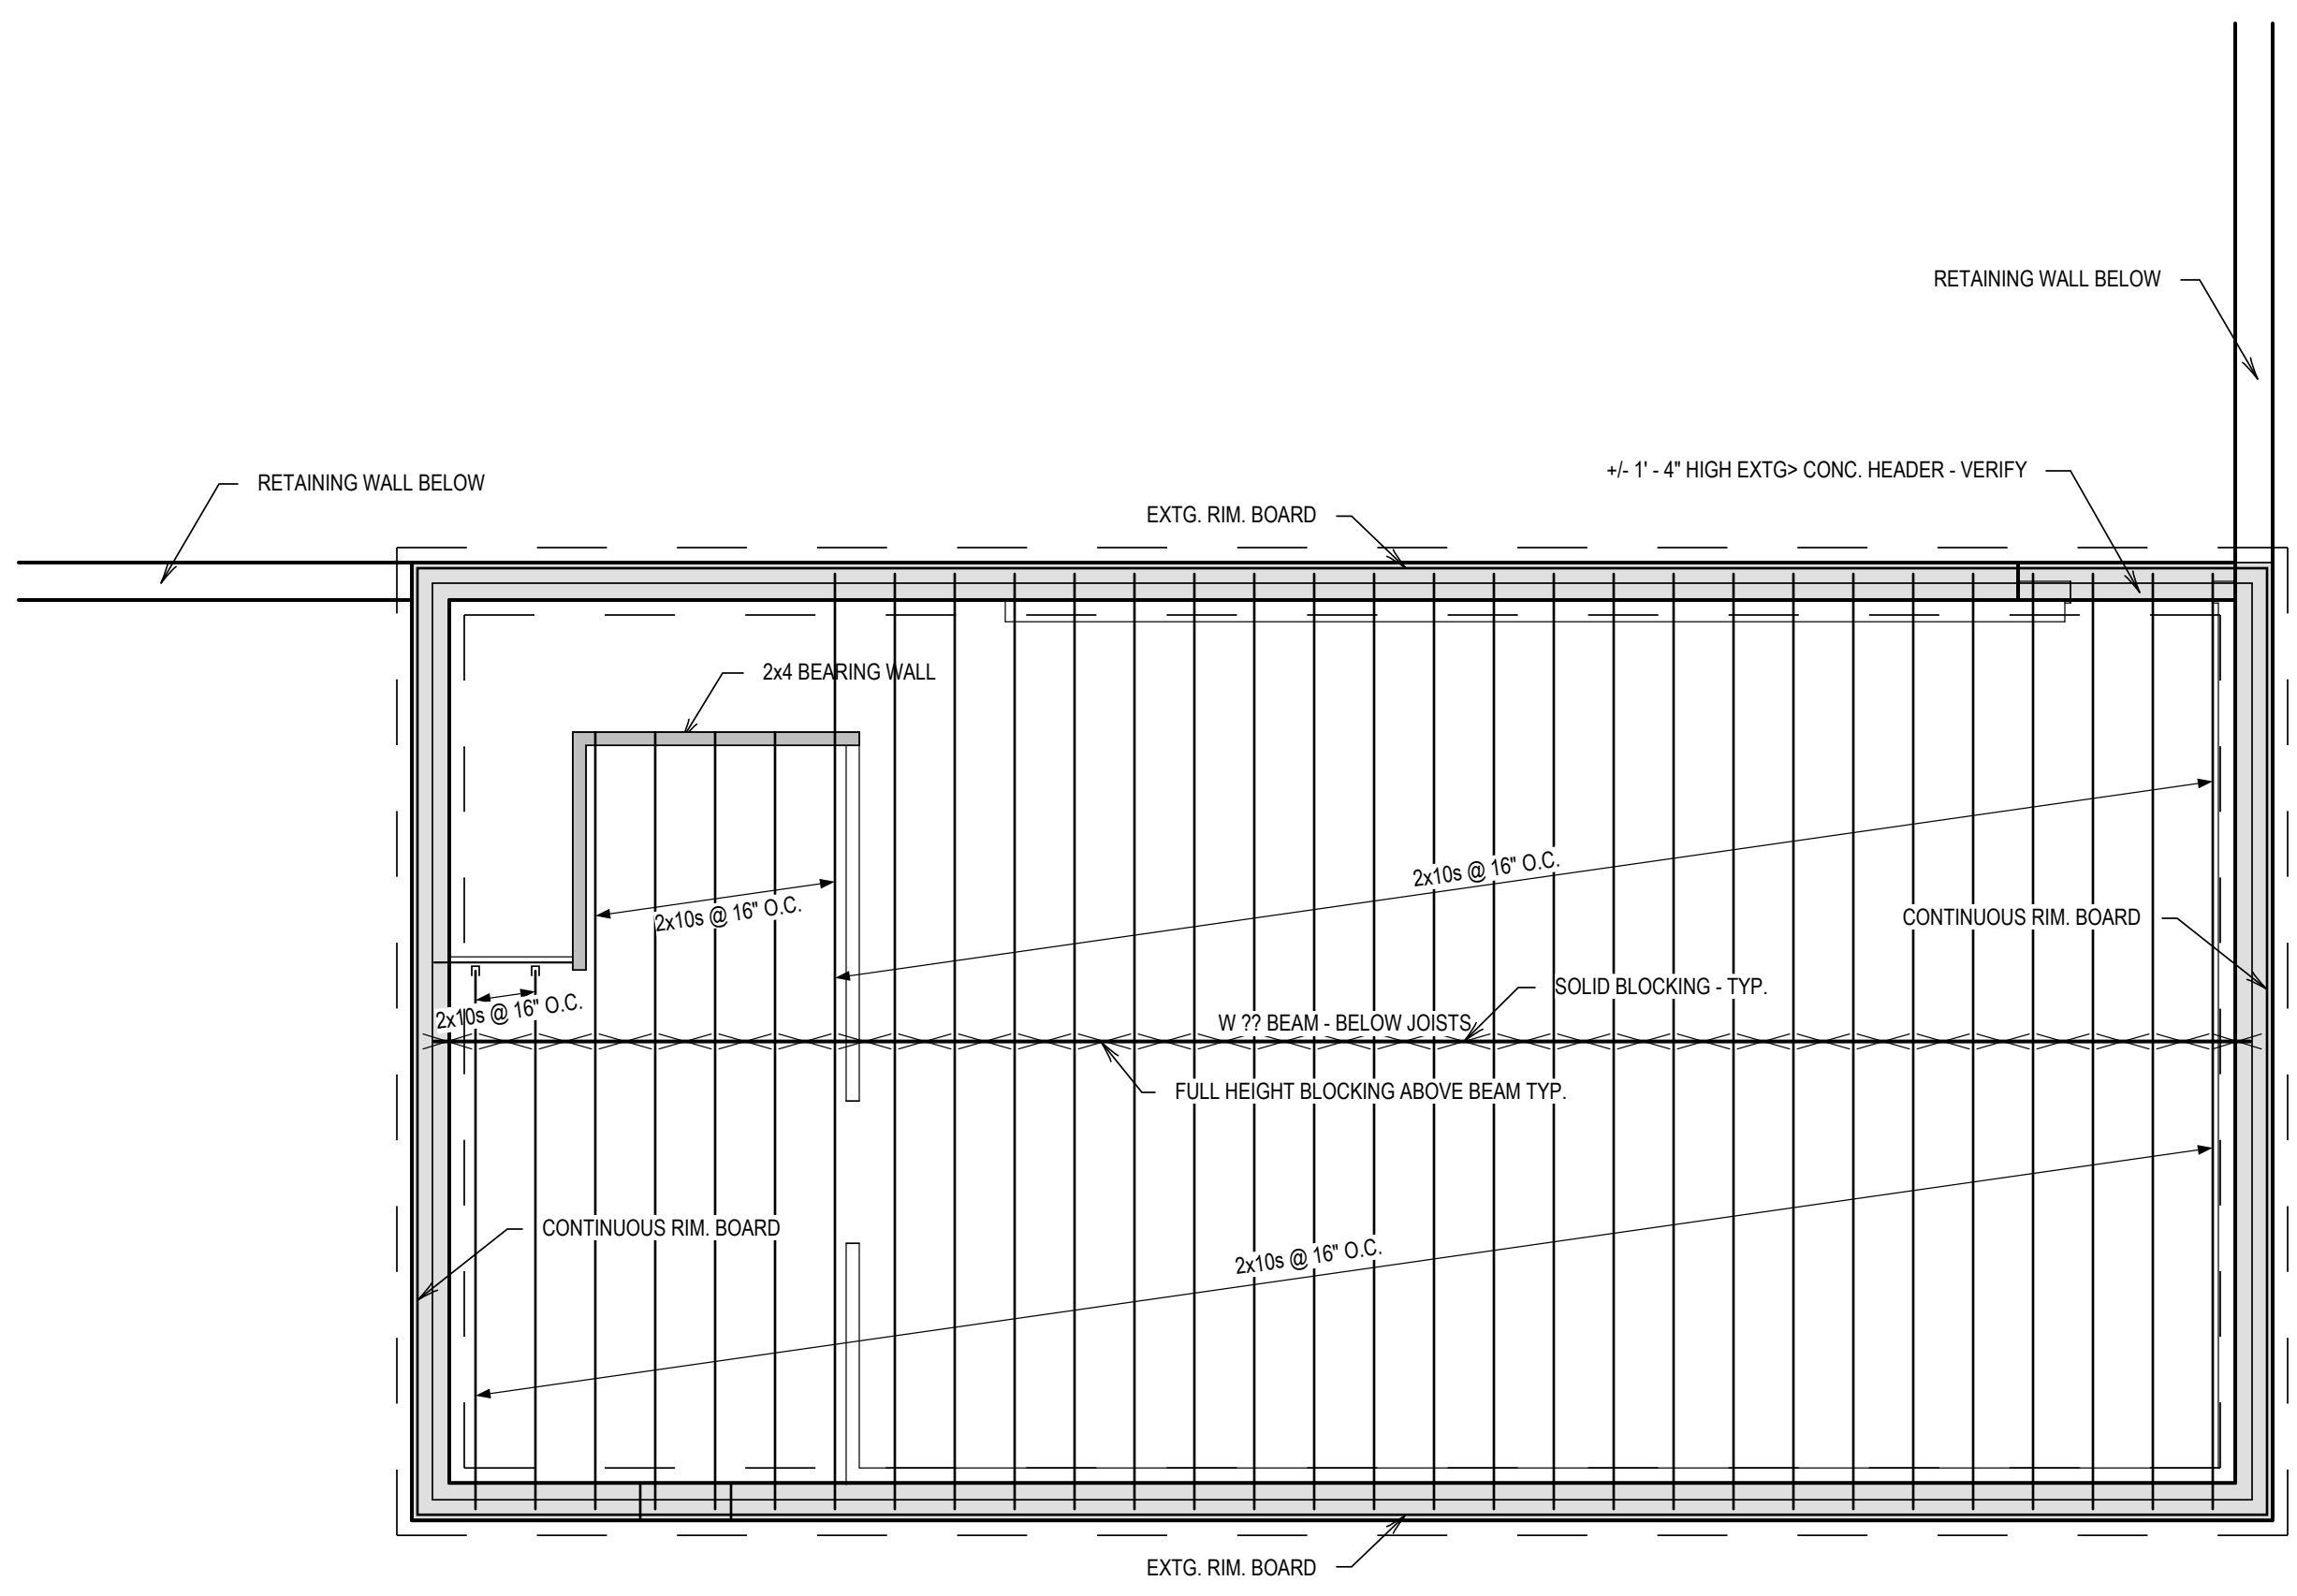 RETAINING WALL BELOW
+/- 1' - 4" HIGH EXTG> CONC. HEADER - VERIFY
RETAINING WALL BELOW
EXTG. RIM. BOARD
2x4 BEARING WALL
2x10s @ 16" O.C.
2x10s @ 16" O.C.
CONTINUOUS RIM. BOARD
SOLID BLOCKING - TYP.
2x10s @ 16" O.C.
W ?? BEAM - BELOW JOISTS
FULL HEIGHT BLOCKING ABOVE BEAM TYP.
CONTINUOUS RIM. BOARD
2x10s @ 16" O.C.
EXTG. RIM. BOARD